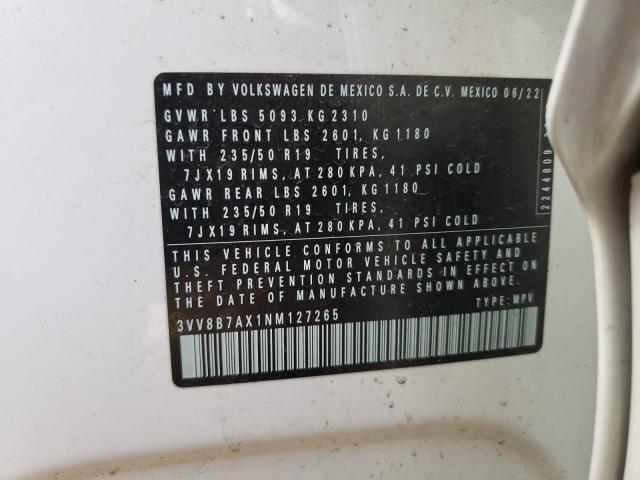 MFD BY VOLKSWAGEN DE MEXICO S.A. DE C.V. MEXICO 06/22
GVWR LBS 5093 KG 2310
GAWR FRONT LBS 2601, KG 1180
WITH 235/50 R19 TIRES,
7JX19 RIMS, AT 280 KPA, 41 PSI COLD
GAWR REAR LBS 2601, KG 1180
WITH 235/50 R19 TIRES,
7JX19 RIMS, AT 280 KPA, 41 PSI COLD
THIS VEHICLE CONFORMS TO ALL APPLICABLE
U.S. FEDERAL MOTOR VEHICLE SAFETY AND
THEFT PREVENTION STANDARDS IN EFFECT ON
THE DATE OF MANUFACTURE SHOWN ABOVE.
3VV8B7AX1NM127265 TYPE: MPV
2244809